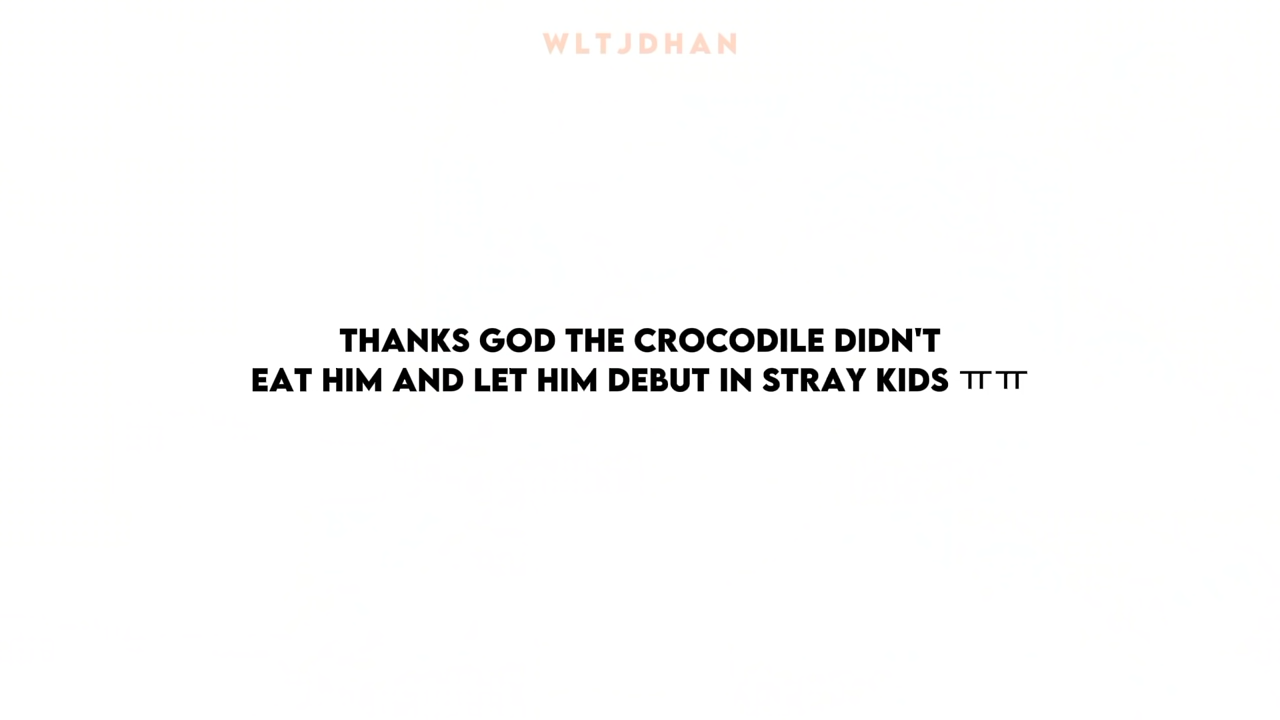 WLTJDHAN
THANKS GOD THE CROCODILE DIDN'T
EAT HIM AND LET HIM DEBUT IN STRAY KIDS ㅠㅠ